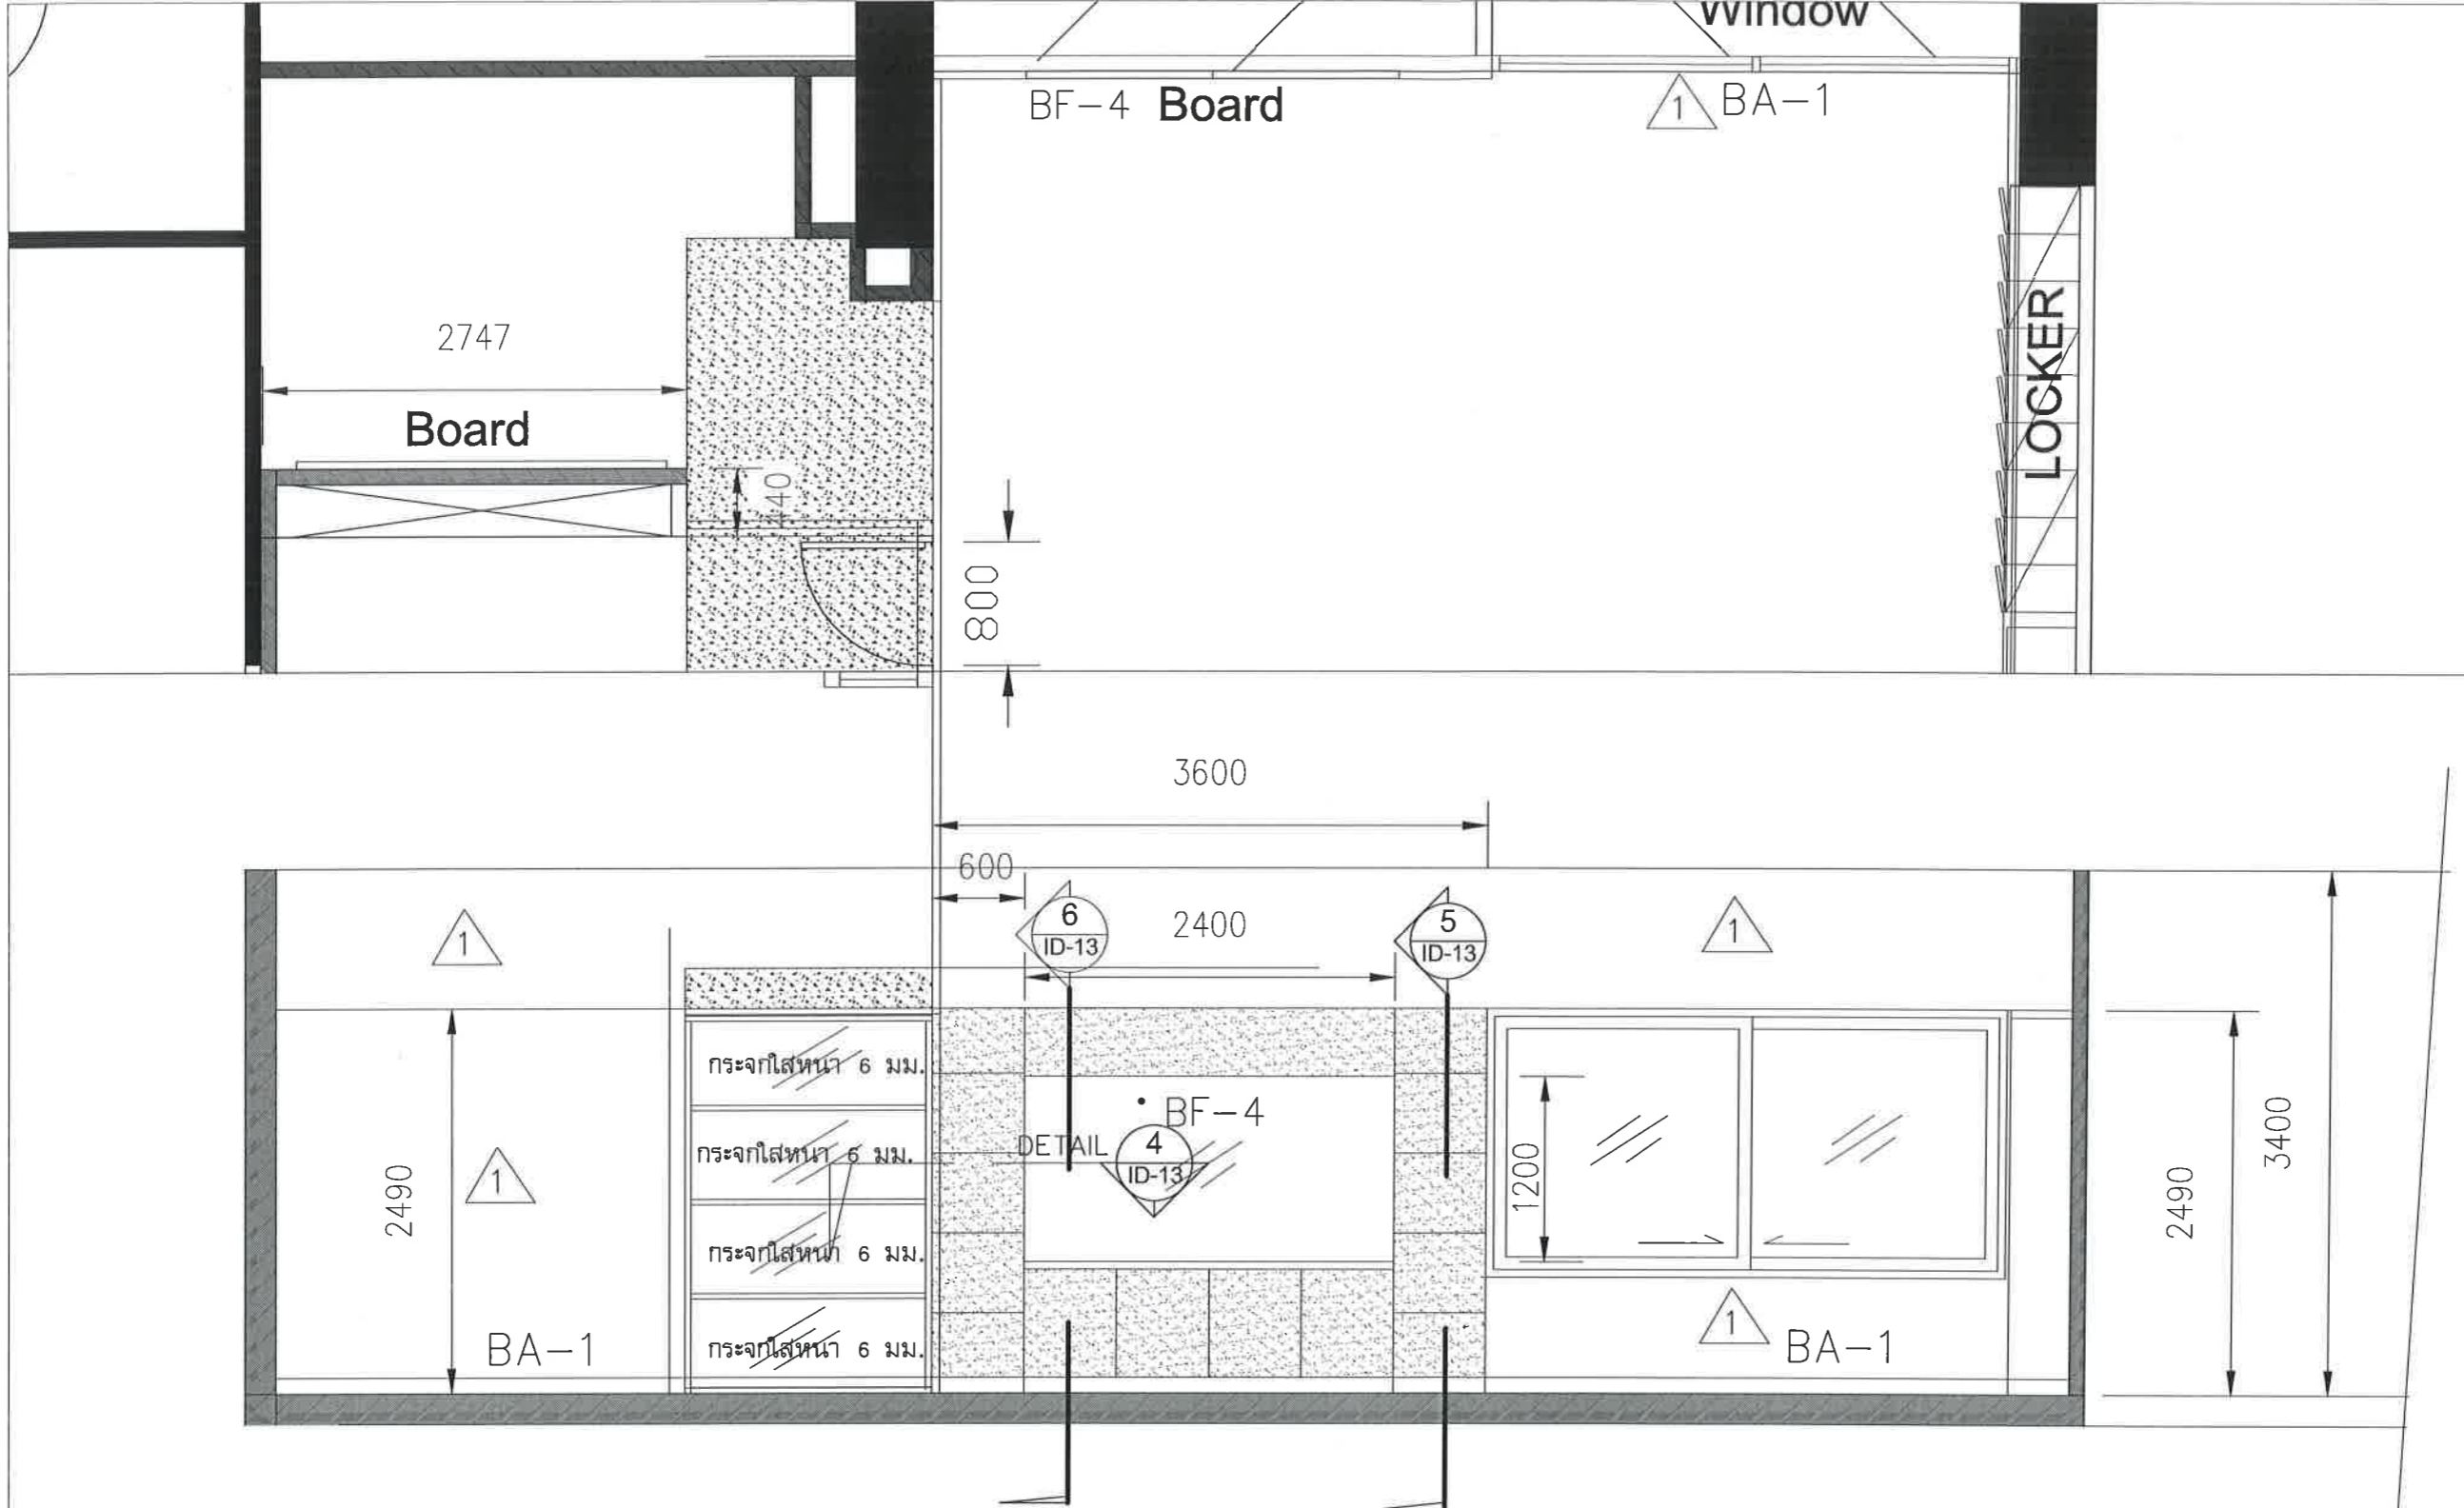 Window
BF-4 Board
1 BA-1
2747
Board
440
800
LOCKER
3600
600
6
ID-13
2400
5
ID-13
1
1
กระจกใสหนา 6 มม.
กระจกใสหนา 6 มม.
กระจกใสหนา 6 มม.
กระจกใสหนา 6 มม.
2490
1
BA-1
BF-4
DETAIL 4
ID-13
1200
1 BA-1
2490
3400